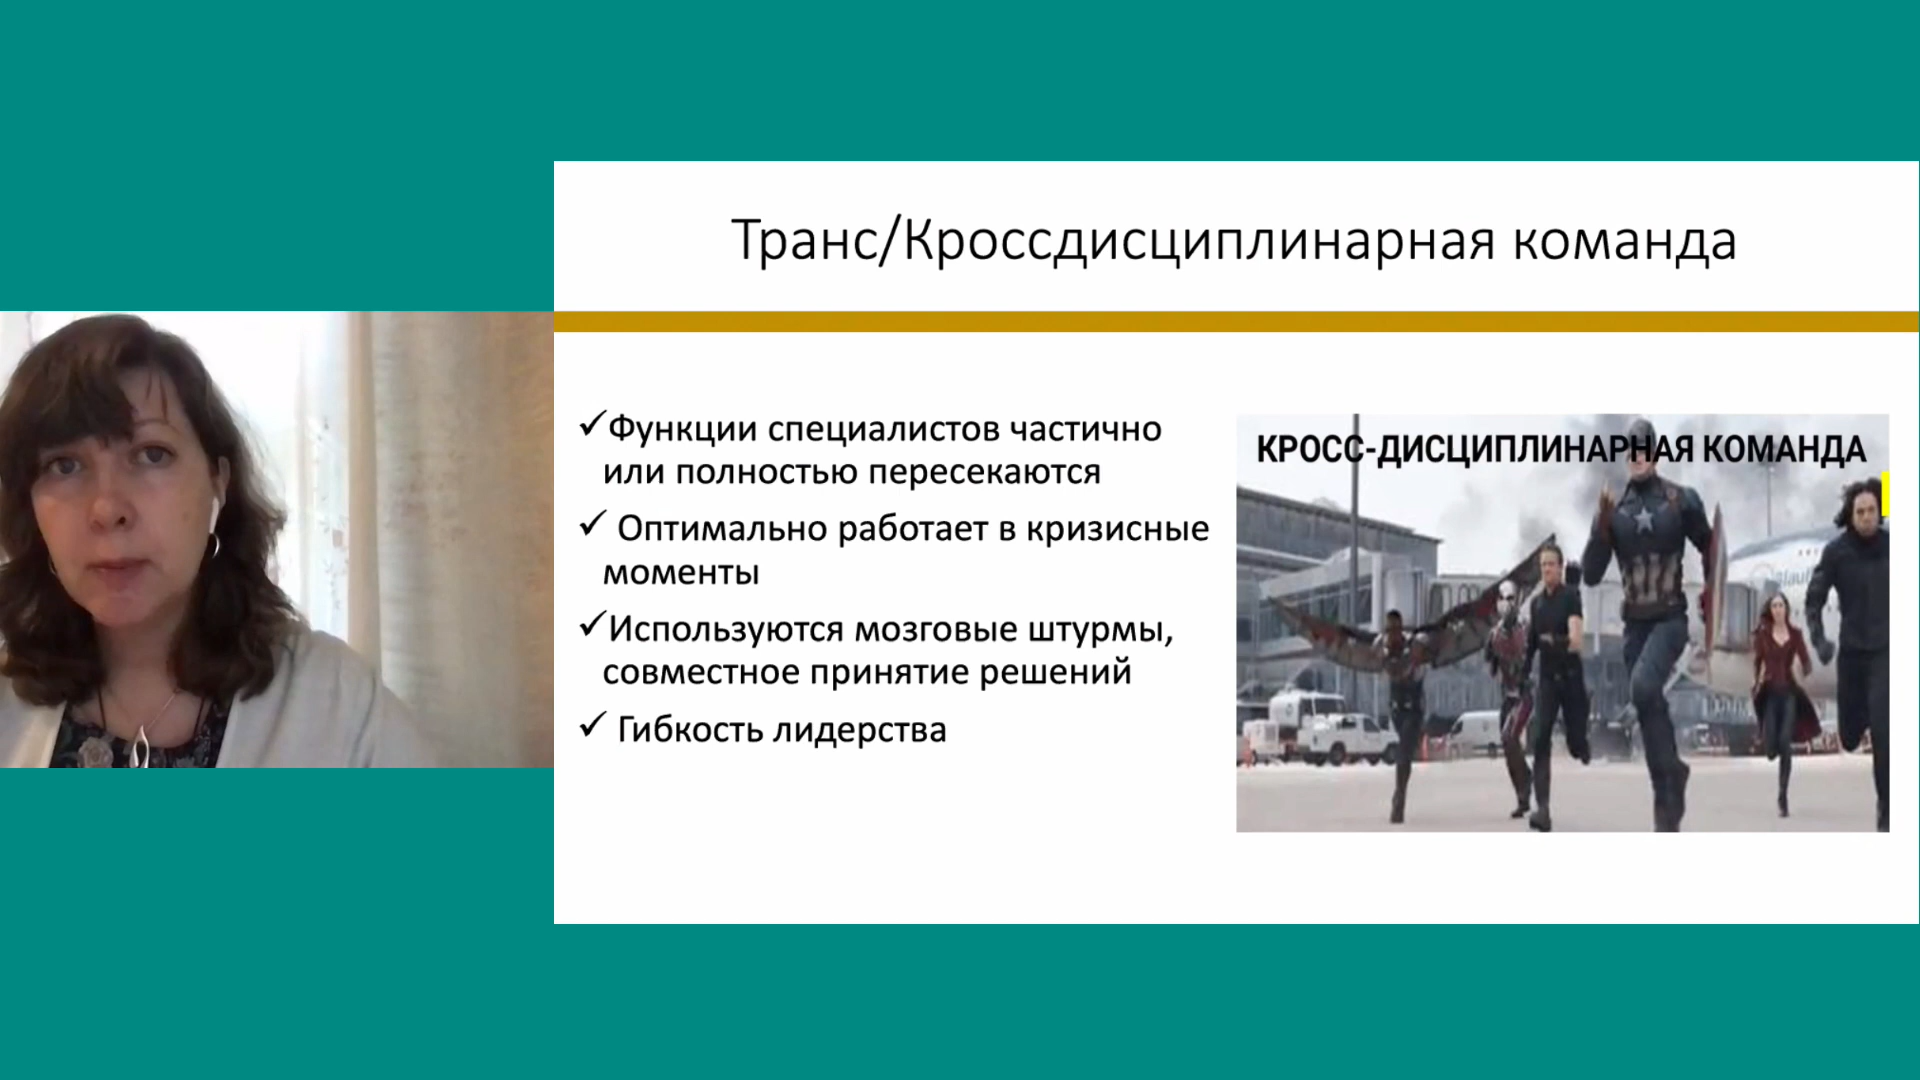 Транс/Кроссдисциплинарная команда
✓Функции специалистов частично
или полностью пересекаются
✓ Оптимально работает в кризисные
моменты
✓Используются мозговые штурмы,
совместное принятие решений
✓ Гибкость лидерства
КРОСС-ДИСЦИПЛИНАРНАЯ КОМАНДА